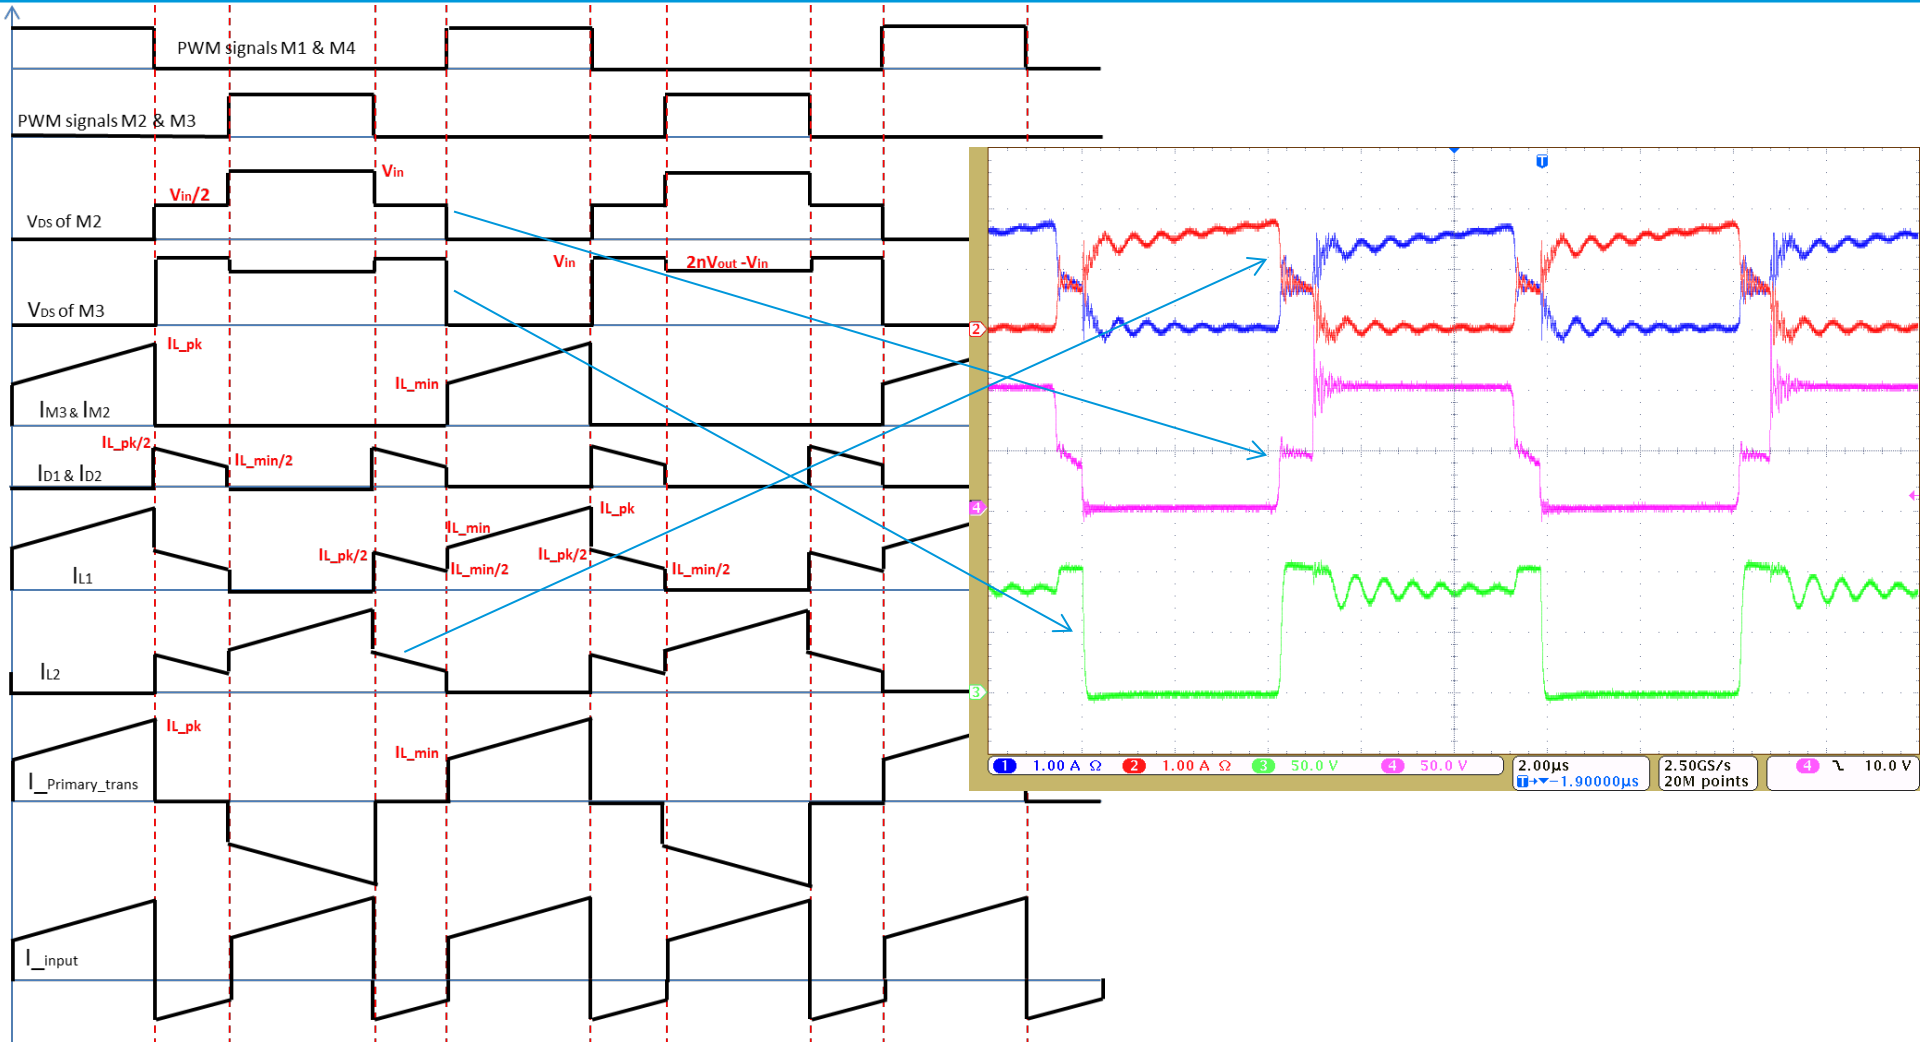 PWM signals M1 & M4
PWM signals M2 & M3
Vin
Vin/2
VDS of M2
Vin
2nVout -Vin
VDS of M3
IL_pk
IL_min
IM3 & IM2
IL_pk/2
IL_min/2
ID1 & ID2
IL_pk
IL_min
IL_pk/2
IL_pk/2
IL_min/2
IL_min/2
IL1
IL2
IL_pk
IL_min
I_Primary_trans
I_input
T
2
4
3
1 1.00 A Ω 2 1.00 A Ω 3 50.0 V 4 50.0 V
2.00µs
T→▼−1.90000µs
2.50GS/s
20M points
4 10.0 V